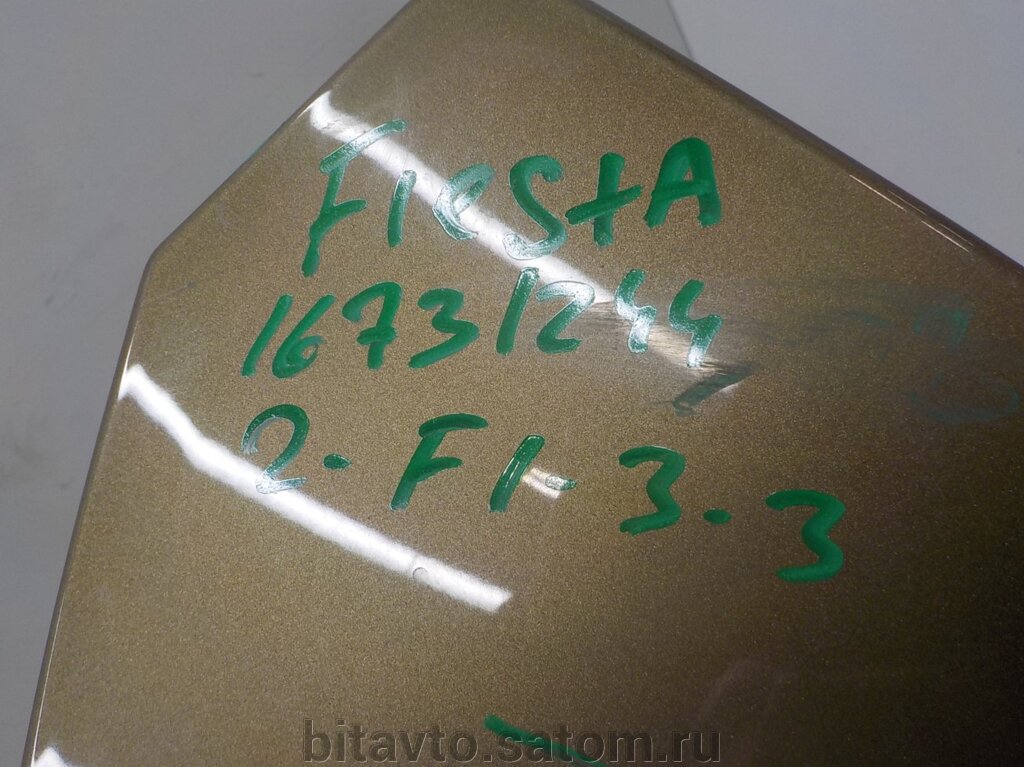 FIESTA
16731244
2-F1-3-3
bitavto.satom.ru